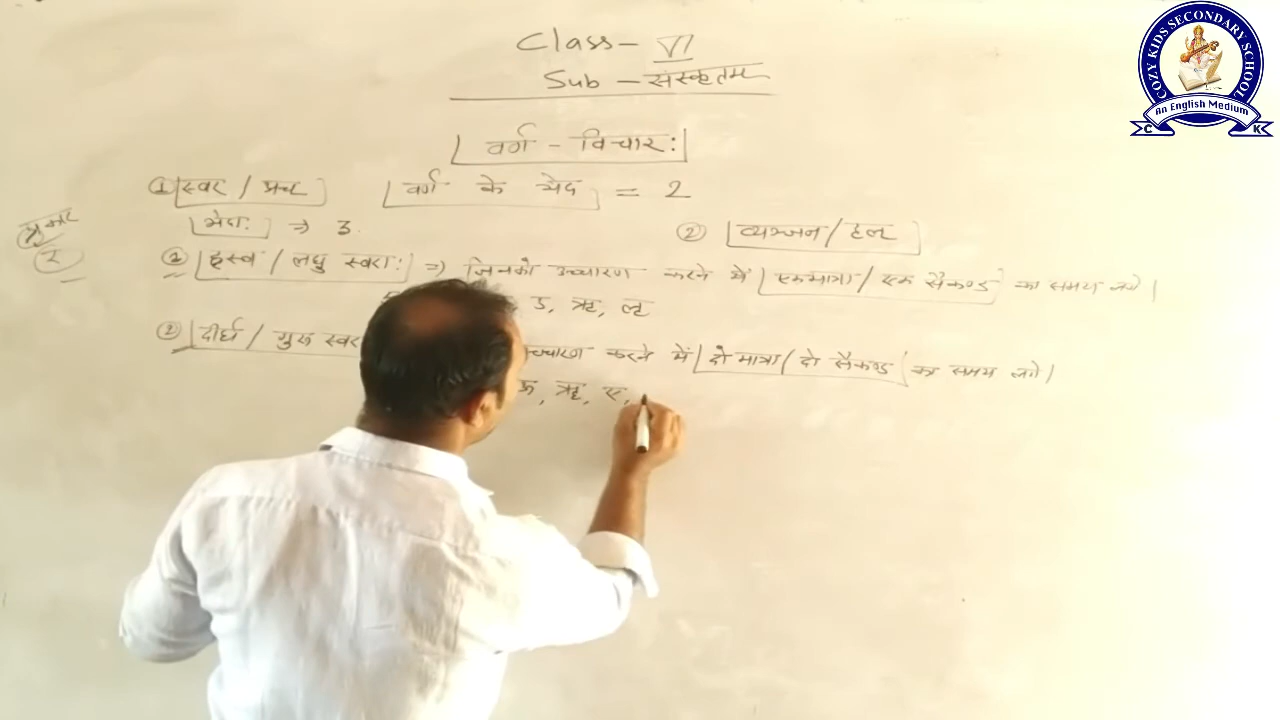 Class - VI
Sub - संस्कृतम
वर्ग - विचार:
① स्वर / अच
वर्ग के भेद = 2
भेदा: ⇒ 3
② व्यञ्जन / हल
प्रकार
① ह्रस्व / लघु स्वरा: ⇒ जिनको उच्चारण करने में एकमात्रा / एक सैकण्ड का समय लगे।
उ, ऋ, लृ
② दीर्घ / गुरु स्वर
च्चारण करने में दो मात्रा / दो सैकण्ड का समय लगे।
ऊ, ॠ, ए,
COZY KIDS SECONDARY SCHOOL
An English Medium
C K